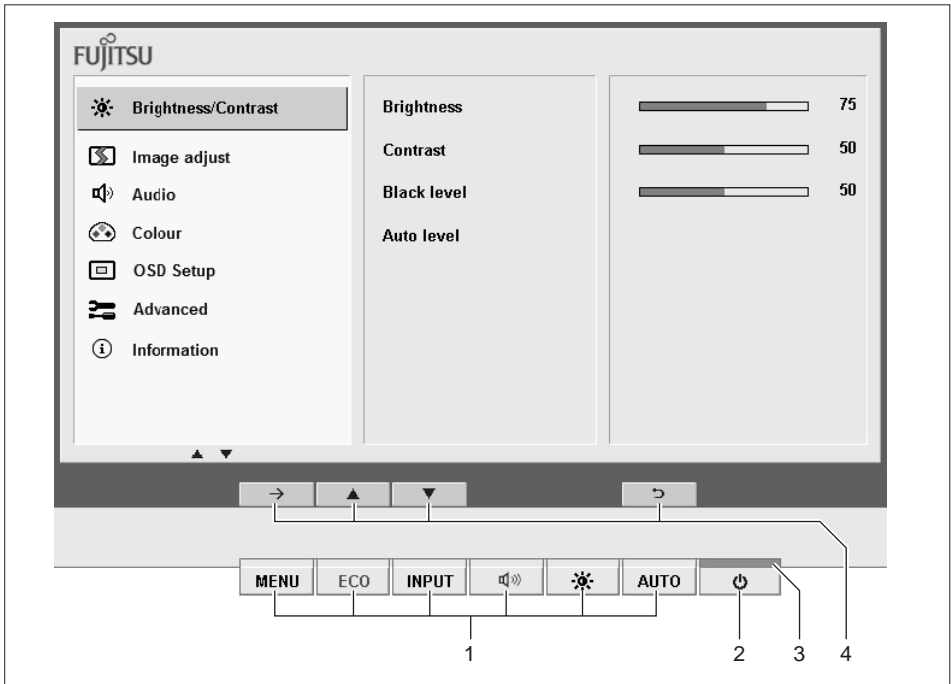 FUJITSU
Brightness/Contrast
Image adjust
Audio
Colour
OSD Setup
Advanced
Information
Brightness
Contrast
Black level
Auto level
75
50
50
MENU ECO INPUT AUTO
1 2 3 4